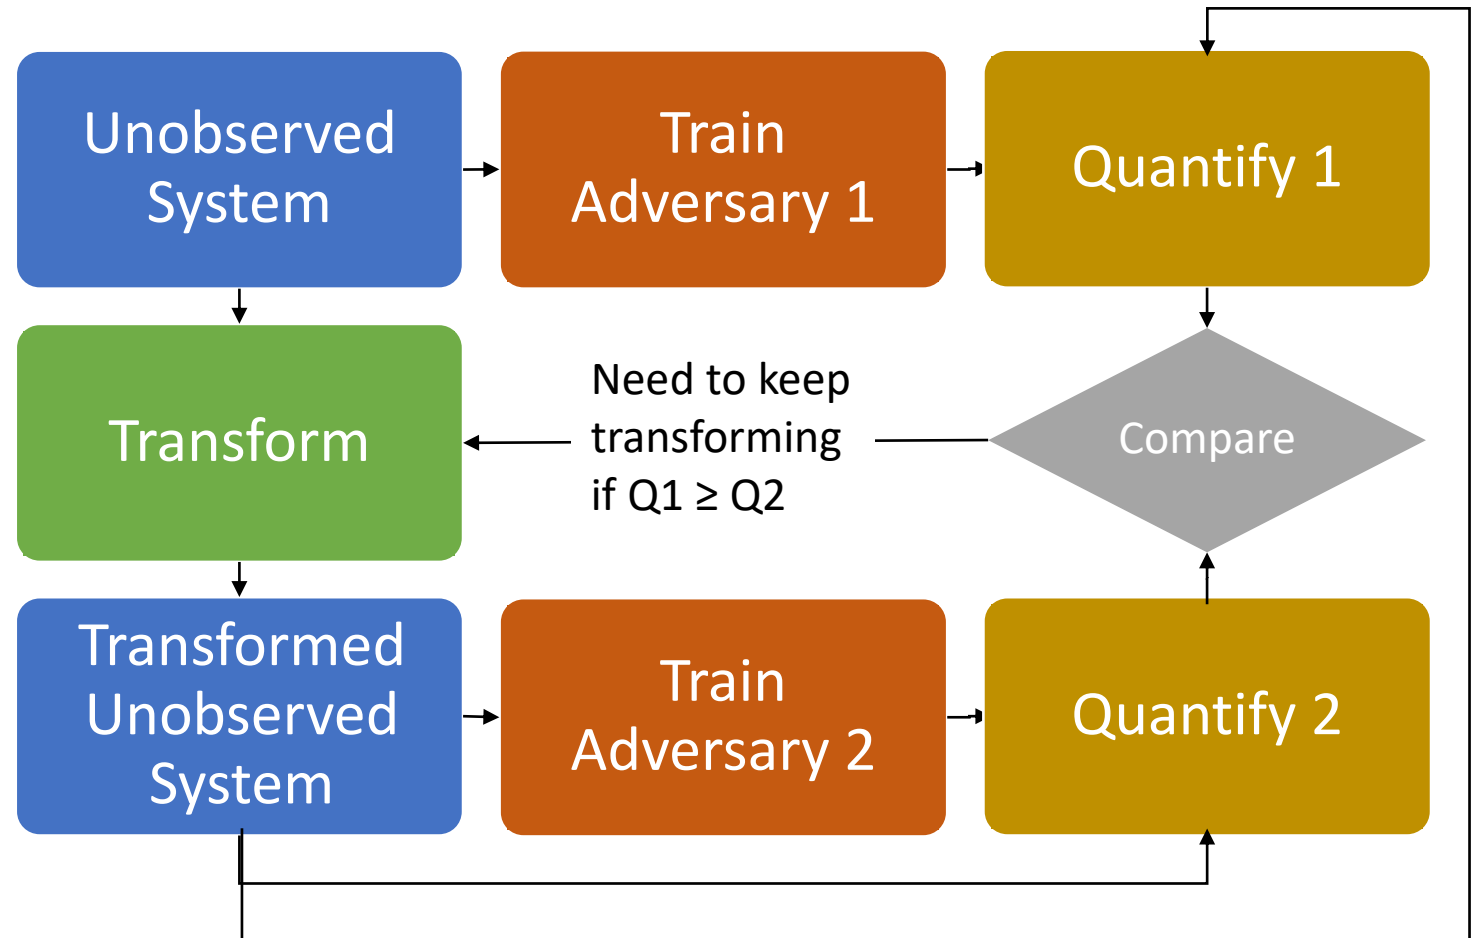 Unobserved
System
Train
Adversary 1
Quantify 1
Transform
Need to keep
transforming
if Q1 ≥ Q2
Compare
Transformed
Unobserved
System
Train
Adversary 2
Quantify 2